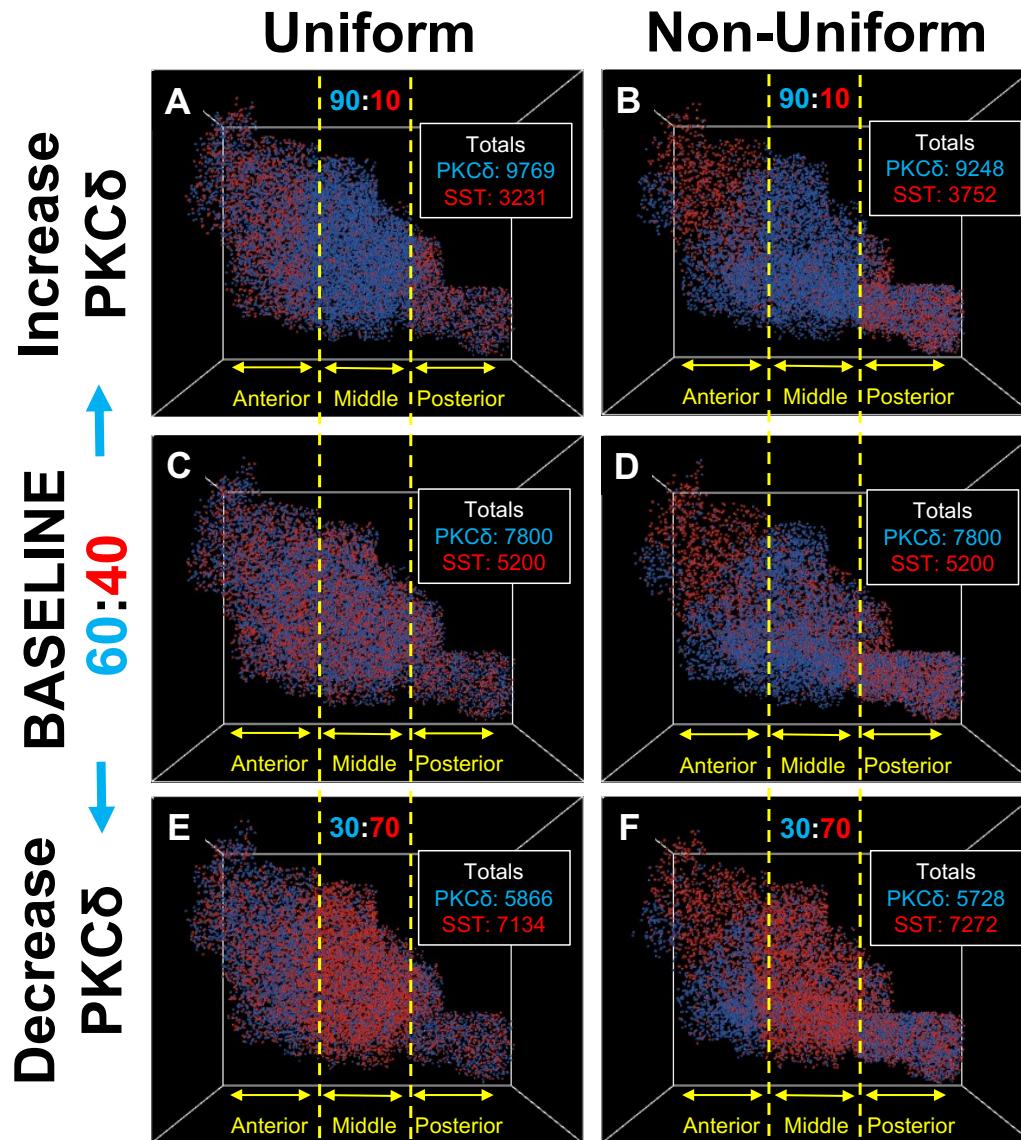 Uniform
Non-Uniform
Increase
PKCδ
BASELINE
60:40
Decrease
PKCδ
A
90:10
Totals
PKCδ: 9769
SST: 3231
Anterior
Middle
Posterior
B
90:10
Totals
PKCδ: 9248
SST: 3752
Anterior
Middle
Posterior
C
Totals
PKCδ: 7800
SST: 5200
Anterior
Middle
Posterior
D
Totals
PKCδ: 7800
SST: 5200
Anterior
Middle
Posterior
E
30:70
Totals
PKCδ: 5866
SST: 7134
Anterior
Middle
Posterior
F
30:70
Totals
PKCδ: 5728
SST: 7272
Anterior
Middle
Posterior